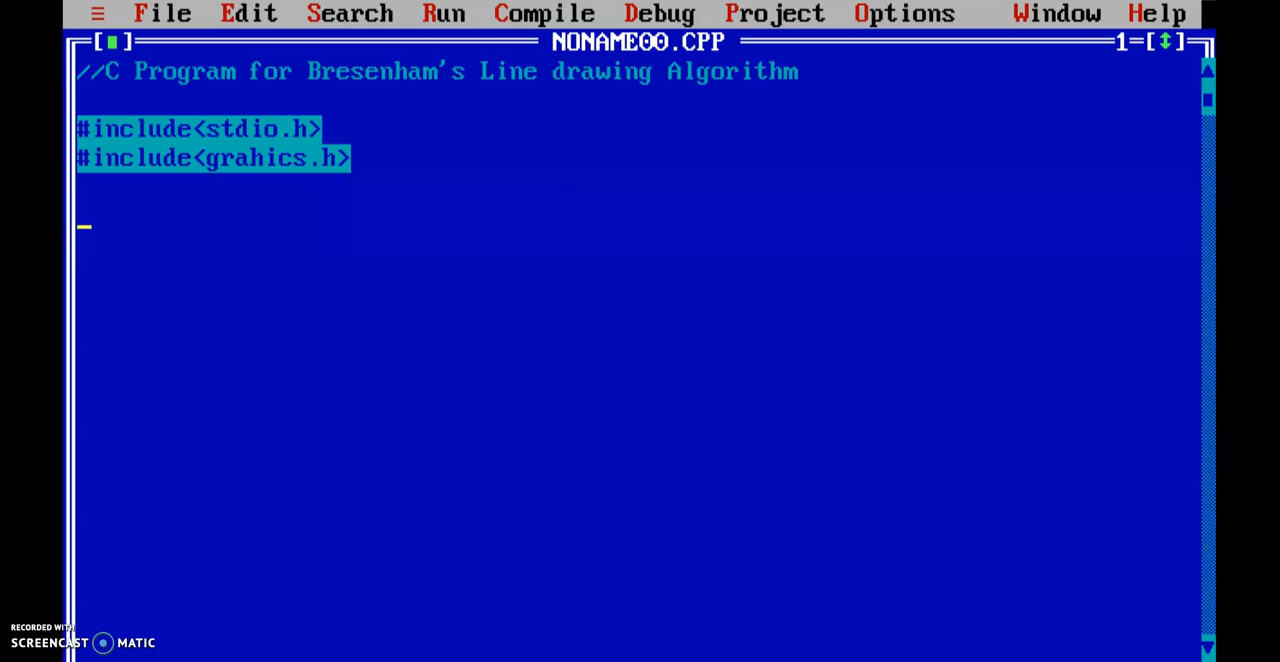 ≡ File Edit Search Run Compile Debug Project Options Window Help
[■] NONAME00.CPP 1=[↕]
//C Program for Bresenham's Line drawing Algorithm
#include<stdio.h>
#include<grahics.h>
RECORDED WITH
SCREENCAST MATIC